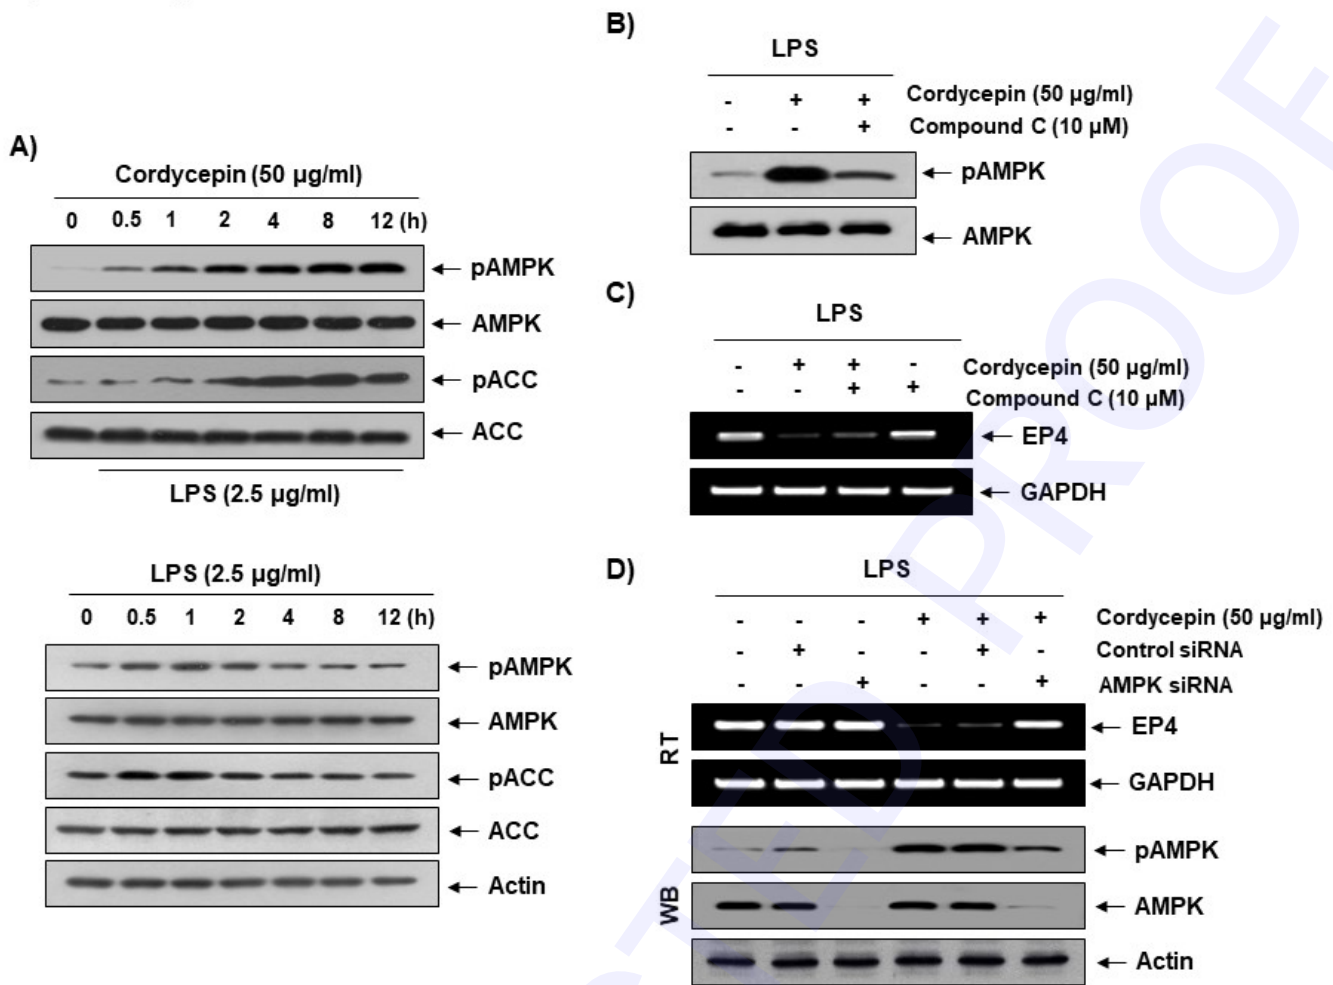 A)
Cordycepin (50 µg/ml)
0 0.5 1 2 4 8 12 (h)
← pAMPK
← AMPK
← pACC
← ACC
LPS (2.5 µg/ml)
LPS (2.5 µg/ml)
0 0.5 1 2 4 8 12 (h)
← pAMPK
← AMPK
← pACC
← ACC
← Actin
B)
LPS
- + + Cordycepin (50 µg/ml)
- - + Compound C (10 µM)
← pAMPK
← AMPK
C)
LPS
- + + - Cordycepin (50 µg/ml)
- - + + Compound C (10 µM)
← EP4
← GAPDH
D)
LPS
- - - + + + Cordycepin (50 µg/ml)
- + - - + - Control siRNA
- - + - - + AMPK siRNA
RT
← EP4
← GAPDH
WB
← pAMPK
← AMPK
← Actin
PROOF